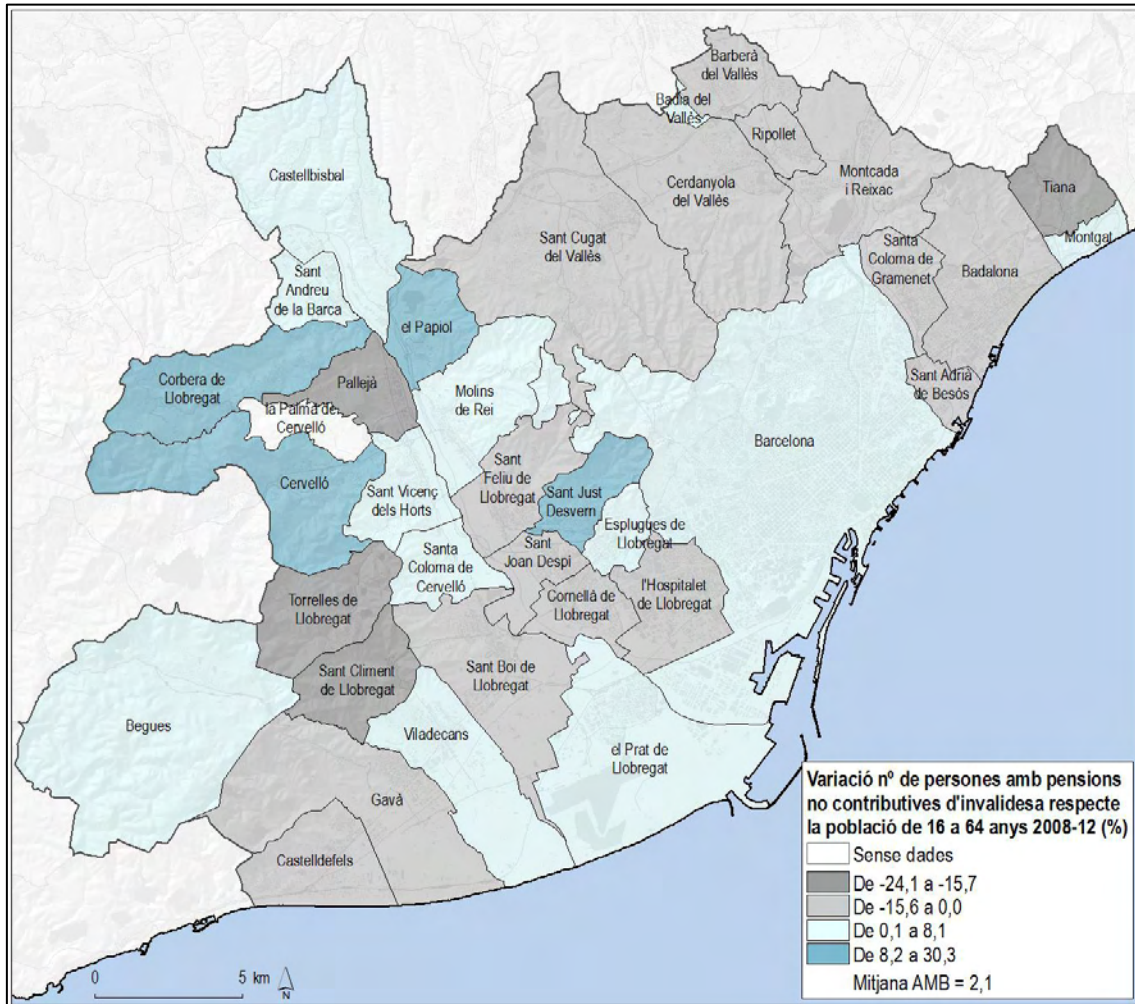 Barberà
del Vallès
Badia del
Vallès
Ripollet
Castellbisbal
Montcada
i Reixac
Cerdanyola
del Vallès
Tiana
Sant Cugat
del Vallès
Montgat
Santa
Coloma de
Gramenet
Badalona
Sant
Andreu
de la Barca
el Papiol
Corbera de
Llobregat
Pallejà
Molins
de Rei
Sant Adrià
de Besòs
la Palma de
Cervelló
Barcelona
Sant
Feliu de
Llobregat
Cervelló
Sant Vicenç
dels Horts
Sant Just
Desvern
Esplugues de
Llobregat
Santa
Coloma de
Cervelló
Sant
Joan Despí
Torrelles de
Llobregat
Cornellà de
Llobregat
l'Hospitalet
de Llobregat
Sant Climent
de Llobregat
Sant Boi de
Llobregat
Begues
Viladecans
el Prat de
Llobregat
Gavà
Castelldefels
Variació nº de persones amb pensions
no contributives d'invalidesa respecte
la població de 16 a 64 anys 2008-12 (%)
Sense dades
De -24,1 a -15,7
De -15,6 a 0,0
De 0,1 a 8,1
De 8,2 a 30,3
Mitjana AMB = 2,1
0 5 km
N